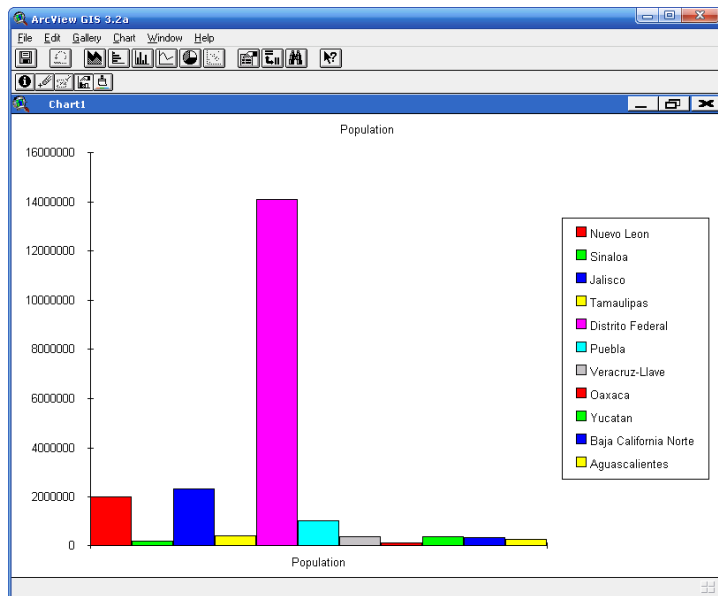 ArcView GIS 3.2a
File Edit Gallery Chart Window Help
Chart1
Population
16000000
14000000
12000000
10000000
8000000
6000000
4000000
2000000
0
Population
Nuevo Leon
Sinaloa
Jalisco
Tamaulipas
Distrito Federal
Puebla
Veracruz-Llave
Oaxaca
Yucatan
Baja California Norte
Aguascalientes